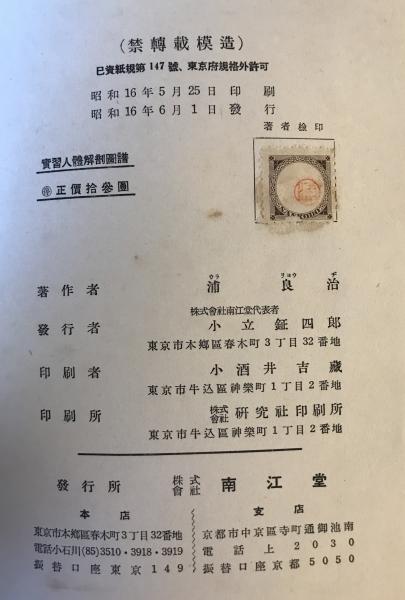 （禁轉載模造）
巳資紙規第147號、東京府規格外許可
昭和16年5月25日 印刷
昭和16年6月1日 發行
著者檢印
實習人體解剖圖譜
㊞正價拾參圓
ウラ リョウ ヂ
著作者 浦良治
株式會社南江堂代表者
發行者 小立鉦四郎
東京市本鄕區春木町3丁目32番地
印刷者 小酒井吉藏
東京市牛込區神樂町1丁目2番地
印刷所 株式會社 硏究社印刷所
東京市牛込區神樂町1丁目2番地
發行所 株式會社 南江堂
本店
東京市本鄕區春木町3丁目32番地
電話小石川(85)3510・3918・3919
振替口座東京149
支店
京都市中京區寺町通御池南
電話上2030
振替口座京都5050